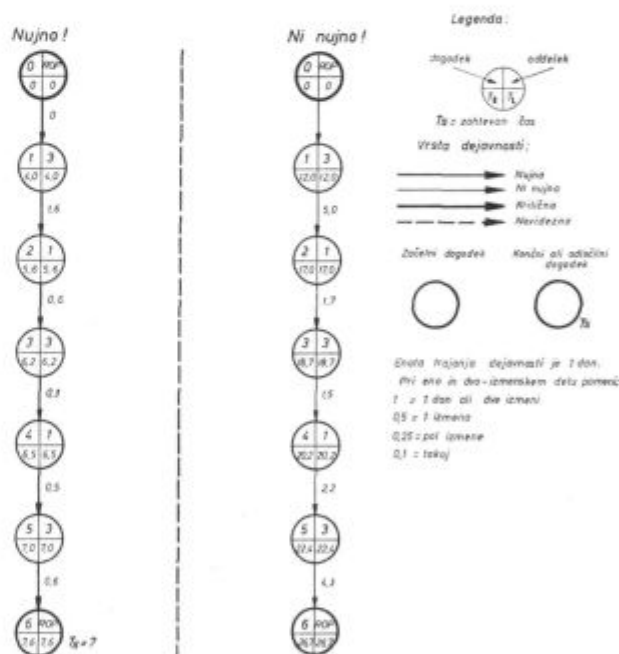 Nujno!
0 ROP
0 0
0
1 3
4,0 4,0
1,6
2 1
5,6 5,6
0,6
3 3
6,2 6,2
0,3
4 1
6,5 6,5
0,5
5 3
7,0 7,0
0,6
6 ROP
7,6 7,6
Ts=7
Ni nujno!
0 ROP
0 0
1 3
12,0 12,0
5,0
2 1
17,0 17,0
1,7
3 3
18,7 18,7
1,5
4 1
20,2 20,2
2,2
5 3
22,4 22,4
4,3
6 ROP
26,7 26,7
Legenda:
dogodek oddelek
TE TL
Ts = zahtevan čas
Vrsta dejavnosti:
Nujna
Ni nujna
Kritična
Navidezna
Začetni dogodek
Končni ali odločilni
dogodek
Ts
Enota trajanja dejavnosti je 1 dan.
Pri eno in dvo-izmenskem delu pomeni:
1 = 1 dan ali dve izmeni
0,5 = 1 izmena
0,25 = pol izmene
0,1 = takoj